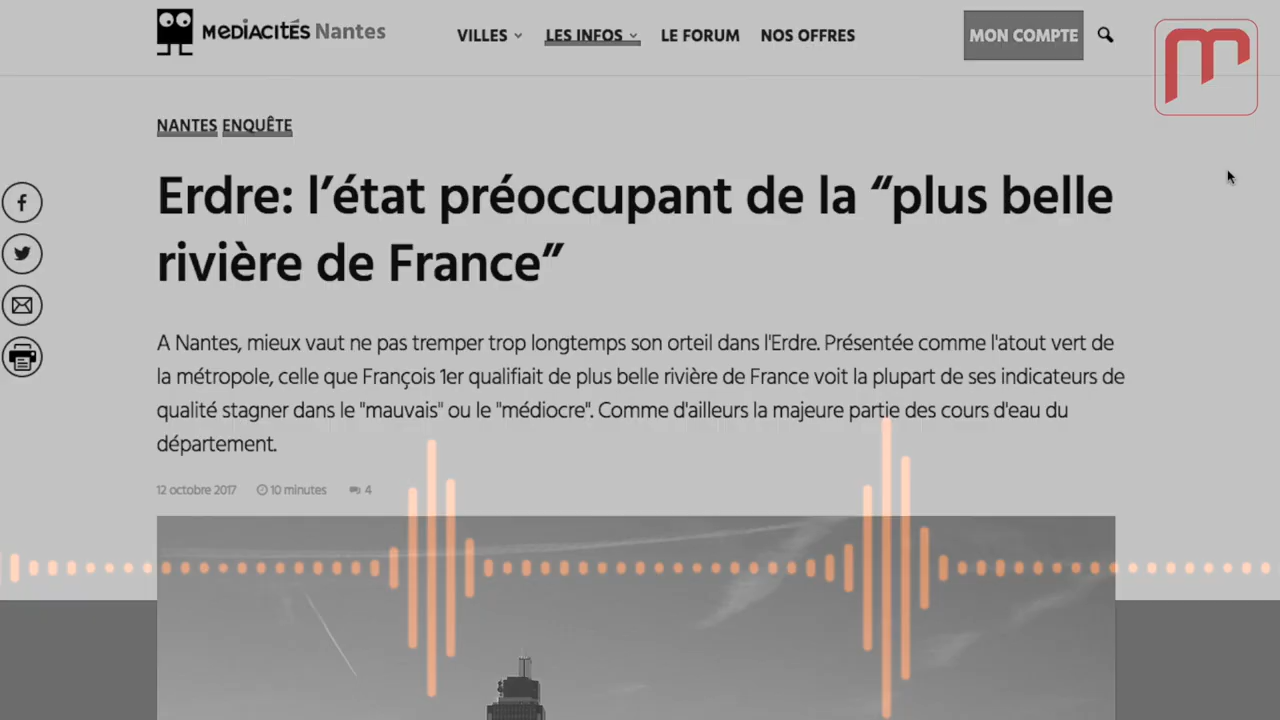 MEDIACITÉS Nantes
VILLES LES INFOS LE FORUM NOS OFFRES
MON COMPTE
NANTES ENQUÊTE
Erdre: l’état préoccupant de la “plus belle
rivière de France”
A Nantes, mieux vaut ne pas tremper trop longtemps son orteil dans l'Erdre. Présentée comme l'atout vert de
la métropole, celle que François 1er qualifiait de plus belle rivière de France voit la plupart de ses indicateurs de
qualité stagner dans le "mauvais" ou le "médiocre". Comme d'ailleurs la majeure partie des cours d'eau du
département.
12 octobre 2017 10 minutes 4